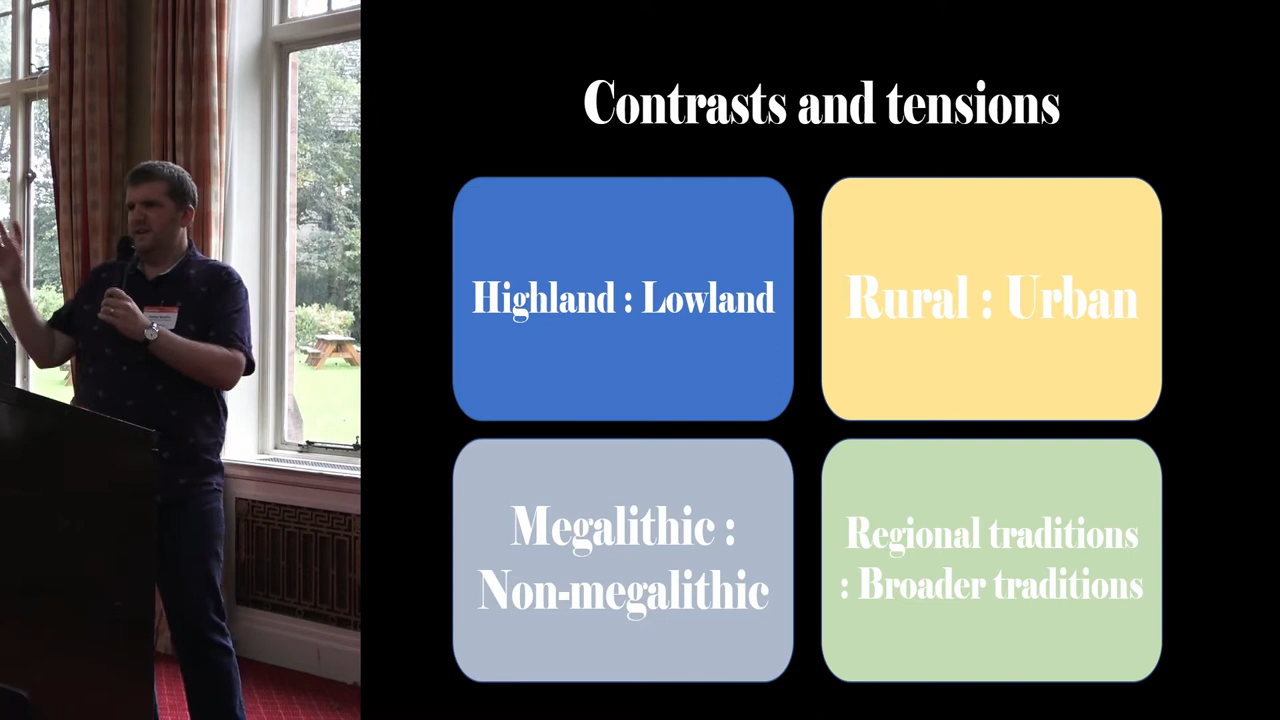 Contrasts and tensions
Highland : Lowland
Rural : Urban
Megalithic :
Non-megalithic
Regional traditions
: Broader traditions